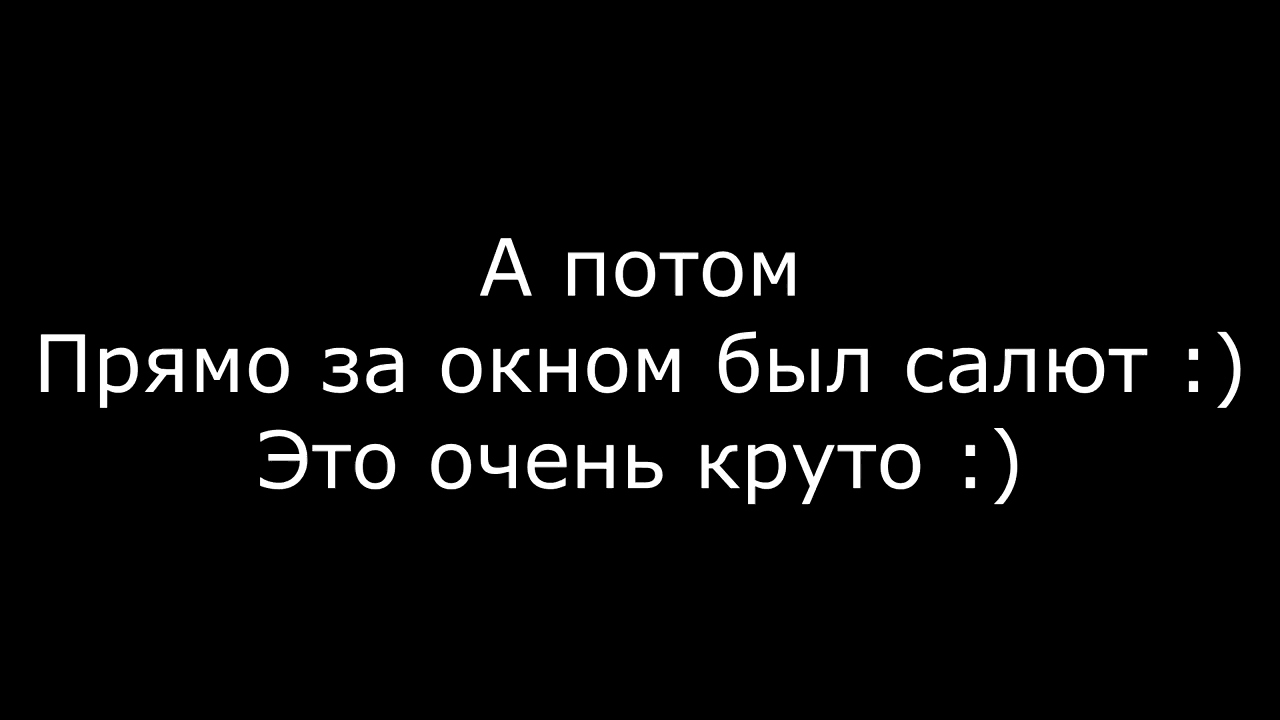 А потом
Прямо за окном был салют :)
Это очень круто :)